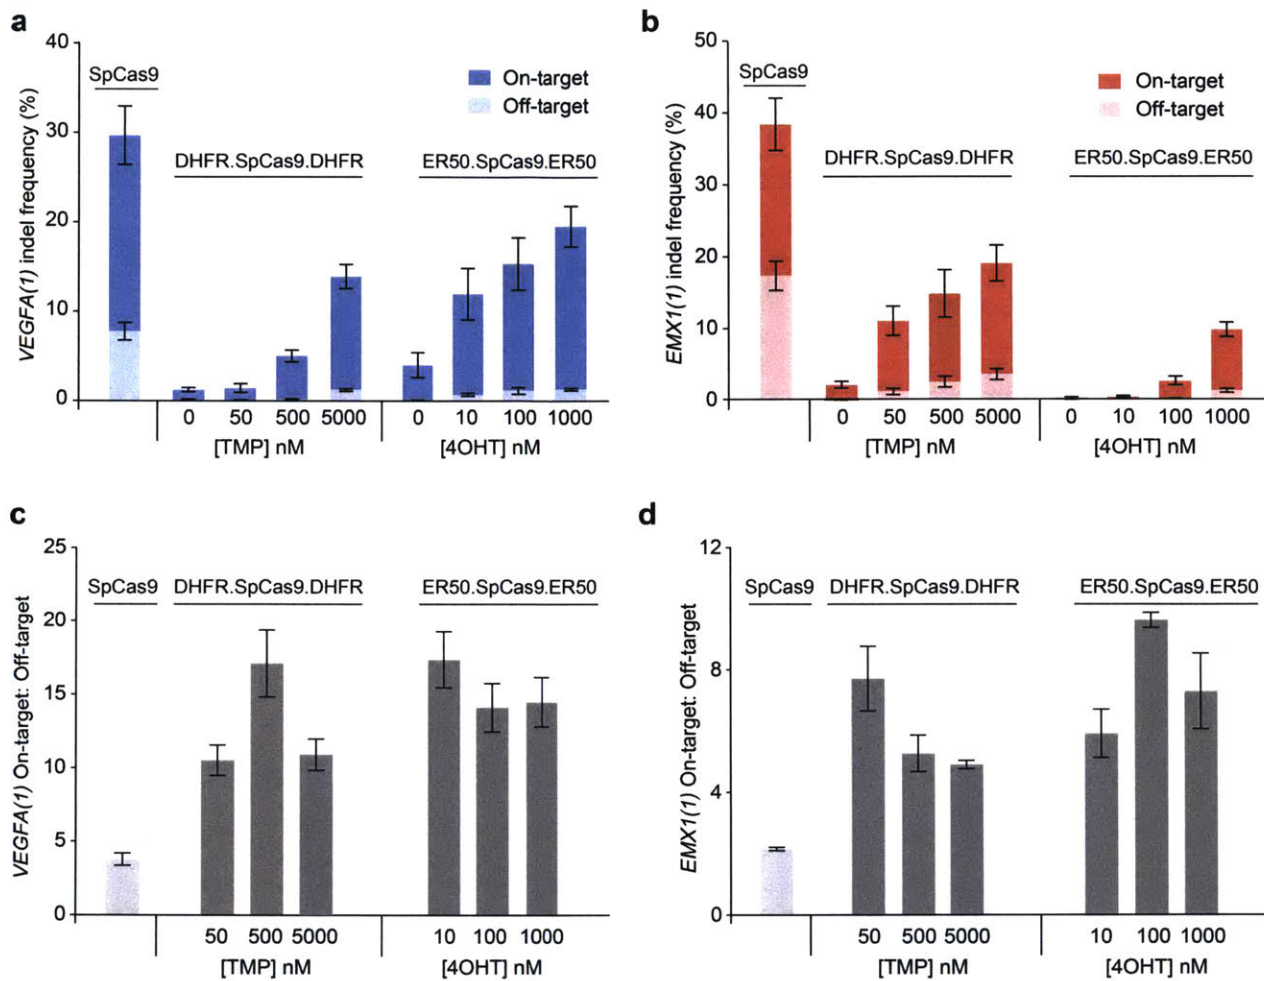 a
VEGFA(1) indel frequency (%)
40
30
20
10
0
SpCas9
DHFR.SpCas9.DHFR
ER50.SpCas9.ER50
On-target
Off-target
0 50 500 5000
[TMP] nM
0 10 100 1000
[4OHT] nM
b
EMX1(1) indel frequency (%)
50
40
30
20
10
0
SpCas9
DHFR.SpCas9.DHFR
ER50.SpCas9.ER50
On-target
Off-target
0 50 500 5000
[TMP] nM
0 10 100 1000
[4OHT] nM
c
VEGFA(1) On-target: Off-target
25
20
15
10
5
0
SpCas9
DHFR.SpCas9.DHFR
ER50.SpCas9.ER50
50 500 5000
[TMP] nM
10 100 1000
[4OHT] nM
d
EMX1(1) On-target: Off-target
12
8
4
0
SpCas9
DHFR.SpCas9.DHFR
ER50.SpCas9.ER50
50 500 5000
[TMP] nM
10 100 1000
[4OHT] nM